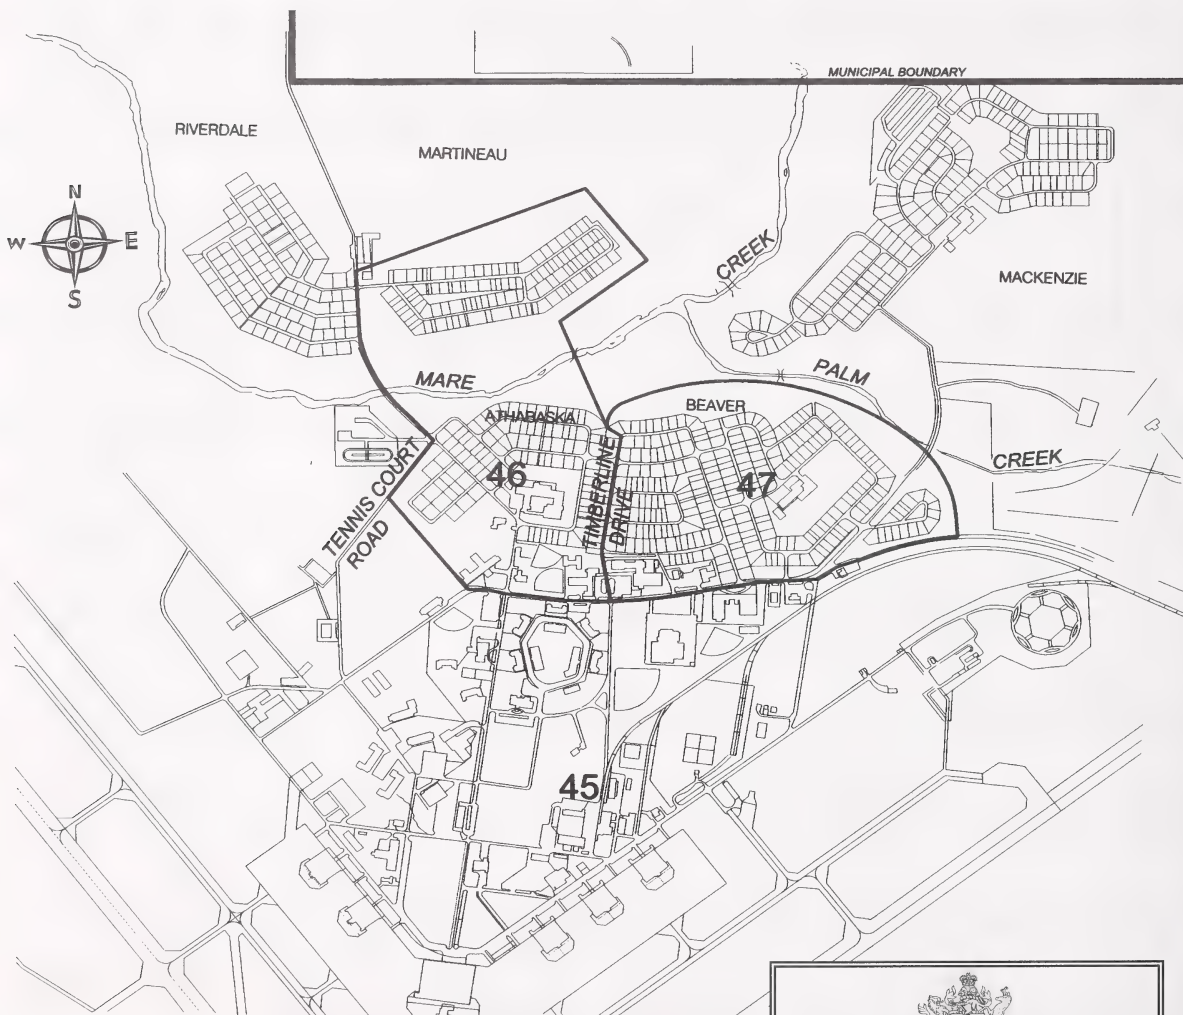 MUNICIPAL BOUNDARY
RIVERDALE
MARTINEAU
N
W E
S
CREEK
MACKENZIE
MARE
PALM
ATHABASKA
BEAVER
CREEK
46
47
TENNIS COURT
ROAD
TIMBERLINE
DRIVE
45